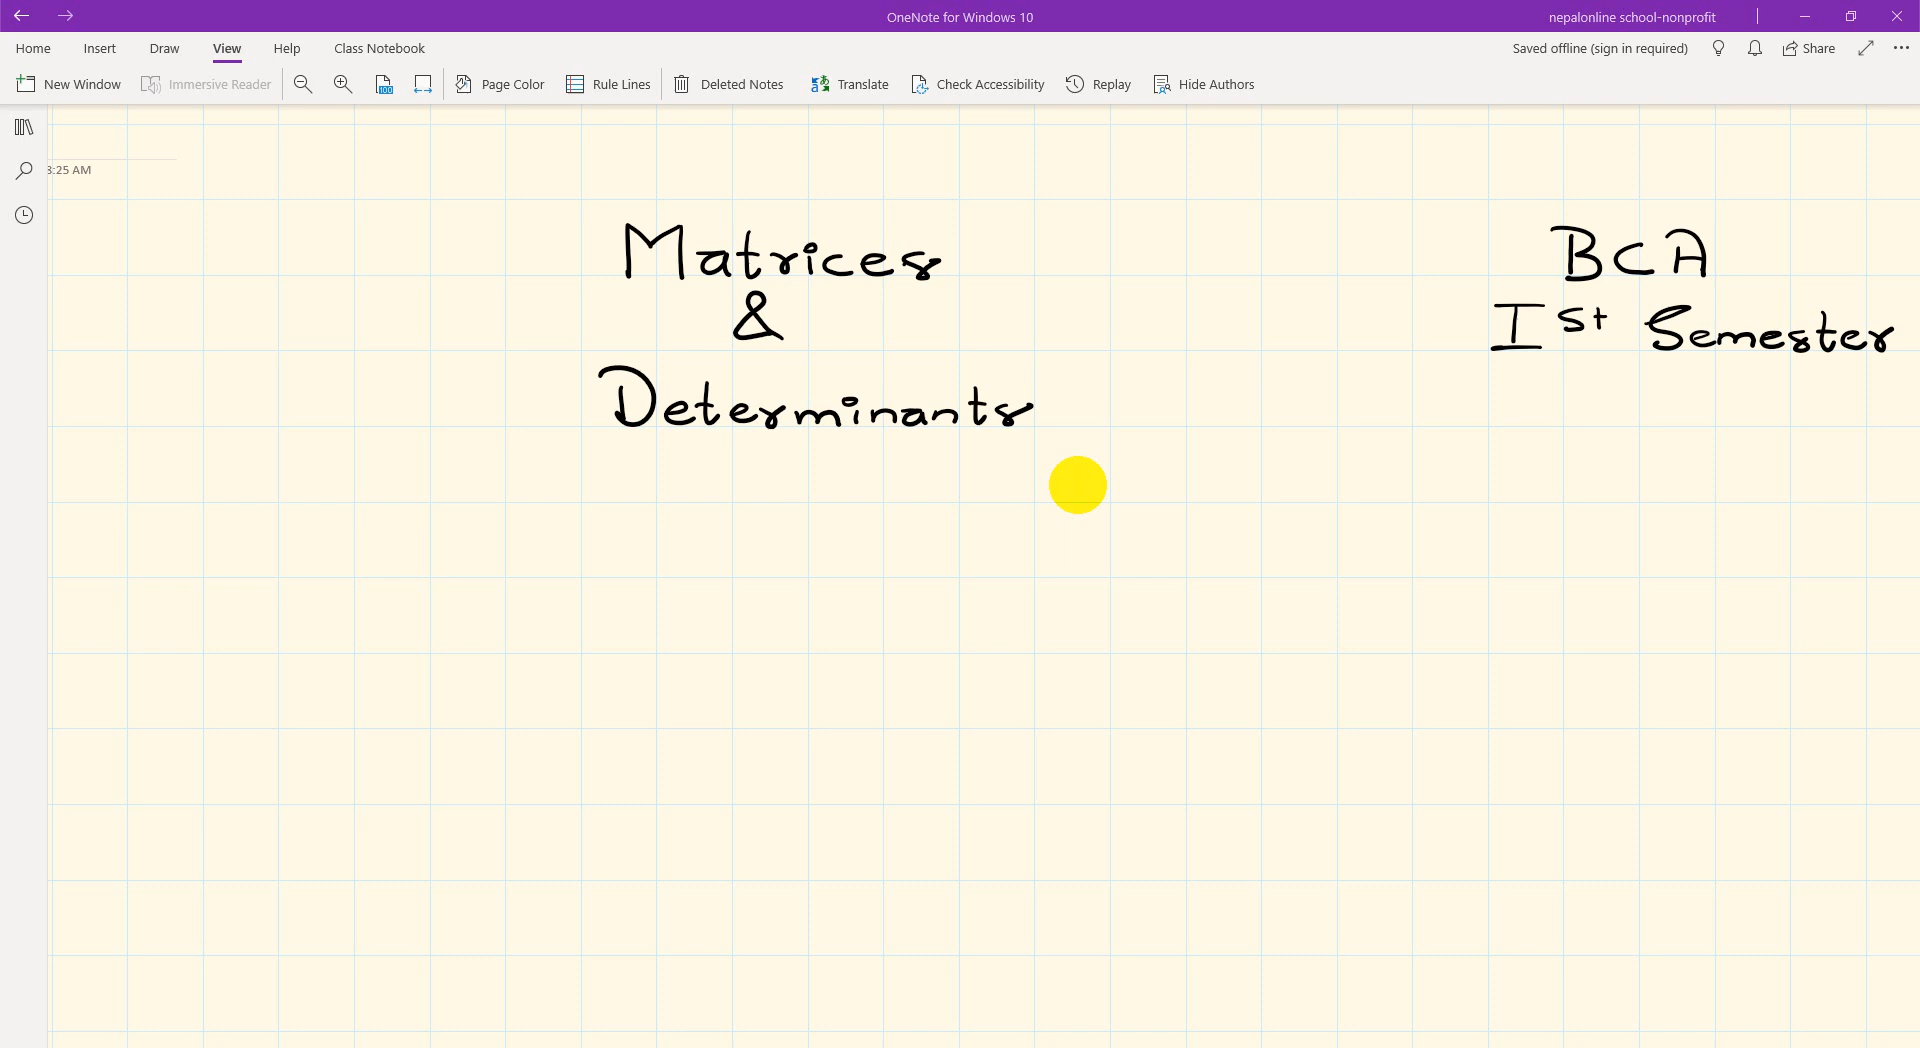 OneNote for Windows 10
nepalonline school-nonprofit
Home Insert Draw View Help Class Notebook
Saved offline (sign in required) Share
New Window Immersive Reader 100 Page Color Rule Lines Deleted Notes Translate Check Accessibility Replay Hide Authors
3:25 AM
Matrices
&
Determinants
BCA
Ist Semester